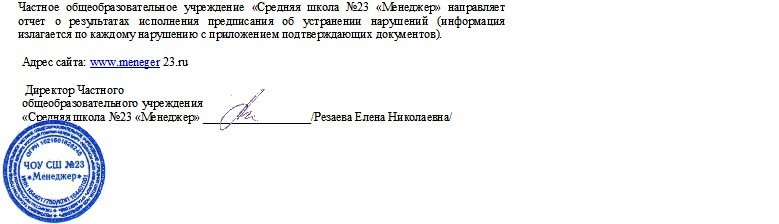 Частное общеобразовательное учреждение «Средняя школа №23 «Менеджер» направляет
отчет о результатах исполнения предписания об устранении нарушений (информация
излагается по каждому нарушению с приложением подтверждающих документов).
Адрес сайта: www.meneger 23.ru
Директор Частного
общеобразовательного учреждения
«Средняя школа №23 «Менеджер» __________________/Резаева Елена Николаевна/
ЧОУ СШ №23
«Менеджер»